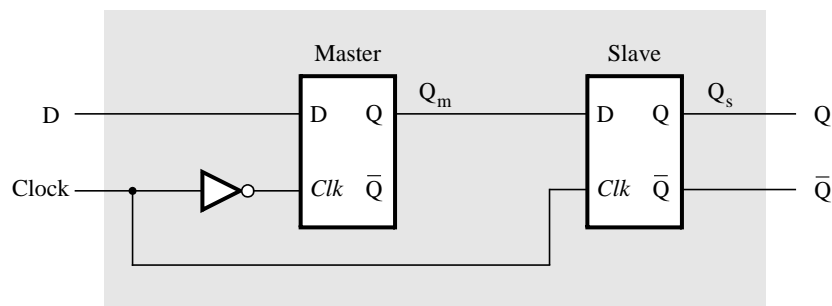 Master Slave
D D Q Q_m D Q Q_s Q
Clock Clk Q̅ Clk Q̅ Q̅